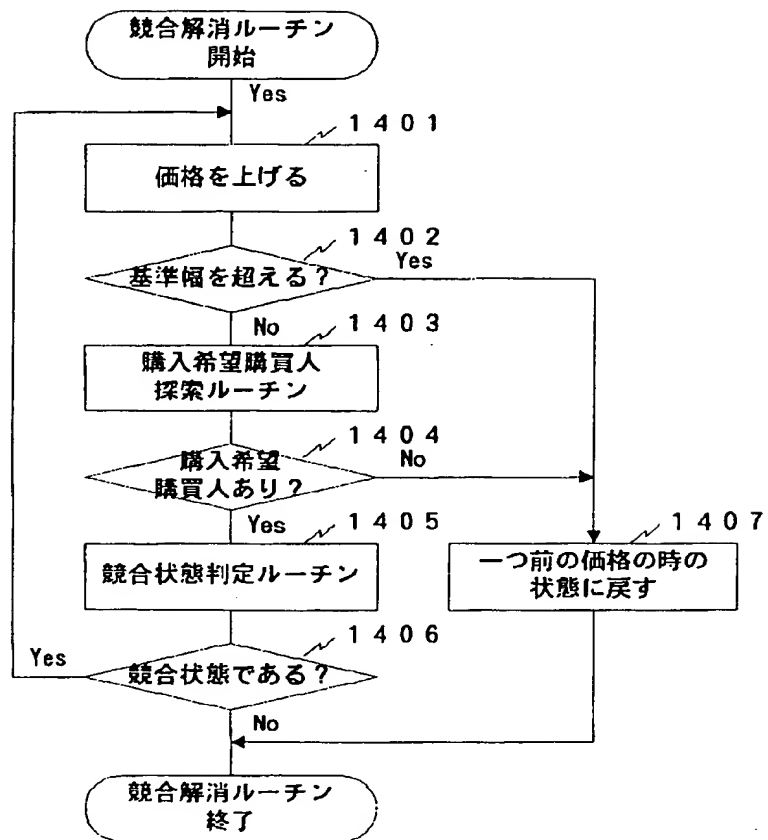 競合解消ルーチン
開始
Yes
1401
価格を上げる
1402
基準幅を超える?
Yes
No
1403
購入希望購買人
探索ルーチン
1404
購入希望
購買人あり?
No
Yes
1405
競合状態判定ルーチン
1407
一つ前の価格の時の
状態に戻す
1406
競合状態である?
Yes
No
競合解消ルーチン
終了